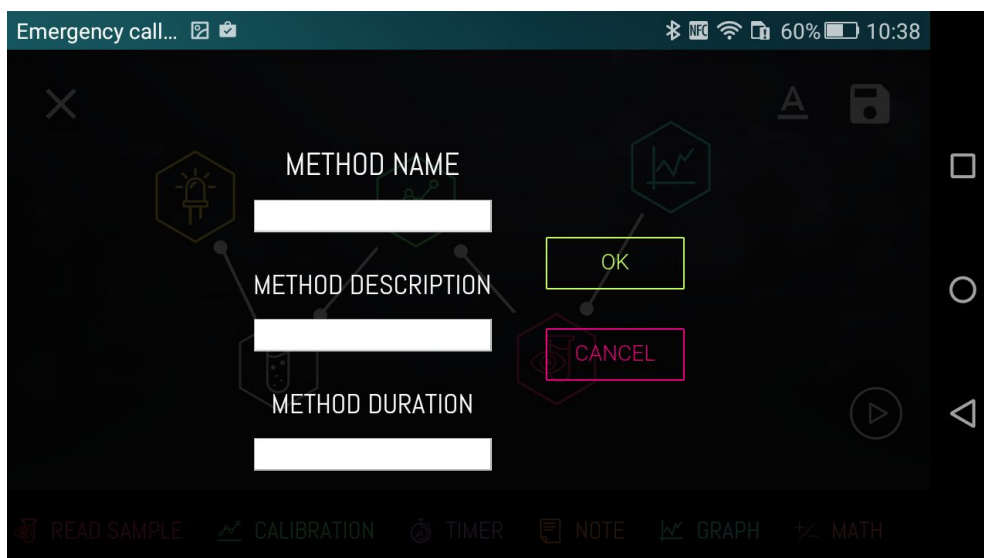 Emergency call...
NFC
60%
10:38
A
METHOD NAME
METHOD DESCRIPTION
OK
CANCEL
METHOD DURATION
READ SAMPLE
CALIBRATION
TIMER
NOTE
GRAPH
MATH